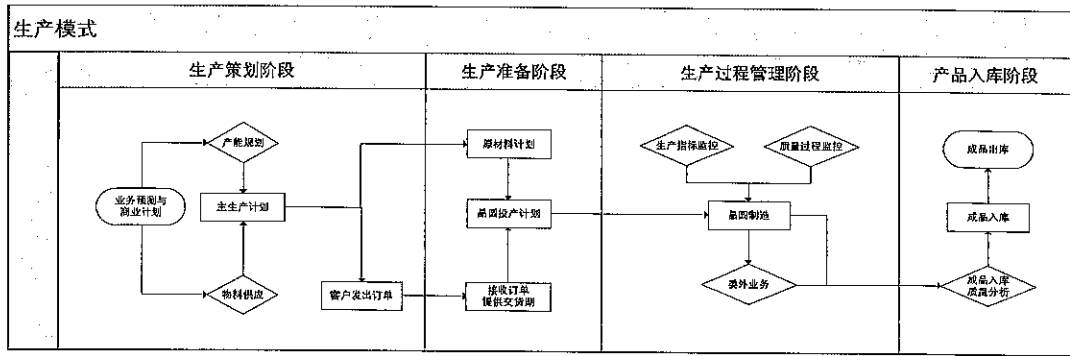 生产模式
生产策划阶段
生产准备阶段
生产过程管理阶段
产品入库阶段
产能规划
业务预测与
商业计划
主生产计划
物料供应
客户发出订单
原材料计划
晶圆投产计划
接收订单
提供交货期
生产指标监控
质量过程监控
晶圆制造
委外业务
成品出库
成品入库
成品入库
质量分析